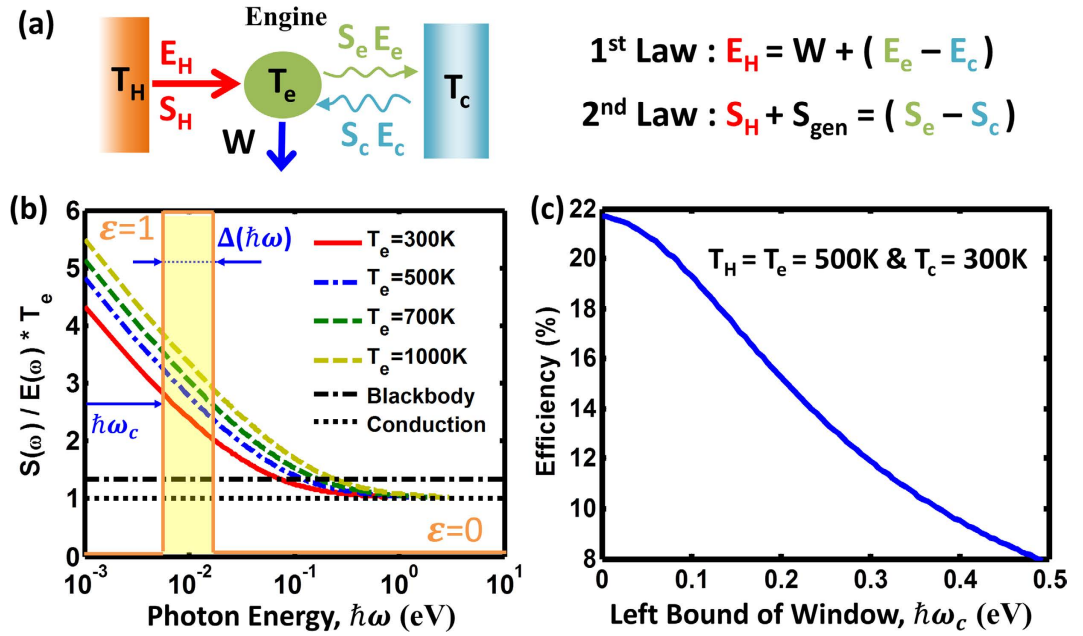 (a)
Engine
T_H
E_H
S_H
T_e
W
S_e E_e
S_c E_c
T_c
1st Law : E_H = W + ( E_e − E_c )
2nd Law : S_H + S_gen = ( S_e − S_c )
(b)
S(ω) / E(ω) * T_e
6
5
4
3
2
1
0
ε=1
Δ(ħω)
ħω_c
T_e=300K
T_e=500K
T_e=700K
T_e=1000K
Blackbody
Conduction
ε=0
10^-3
10^-2
10^-1
10^0
10^1
Photon Energy, ħω (eV)
(c)
Efficiency (%)
22
20
18
16
14
12
10
8
T_H = T_e = 500K & T_c = 300K
0
0.1
0.2
0.3
0.4
0.5
Left Bound of Window, ħω_c (eV)